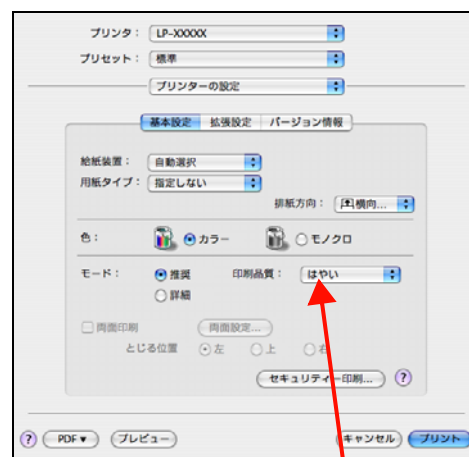 プリンタ： LP-XXXXX
プリセット： 標準
プリンターの設定
基本設定 拡張設定 バージョン情報
給紙装置： 自動選択
用紙タイプ： 指定しない
排紙方向： 横向...
色： カラー モノクロ
モード： 推奨 印刷品質： はやい
詳細
両面印刷 両面設定...
とじる位置 左 上 右
セキュリティー印刷... ?
? PDF▼ プレビュー キャンセル プリント